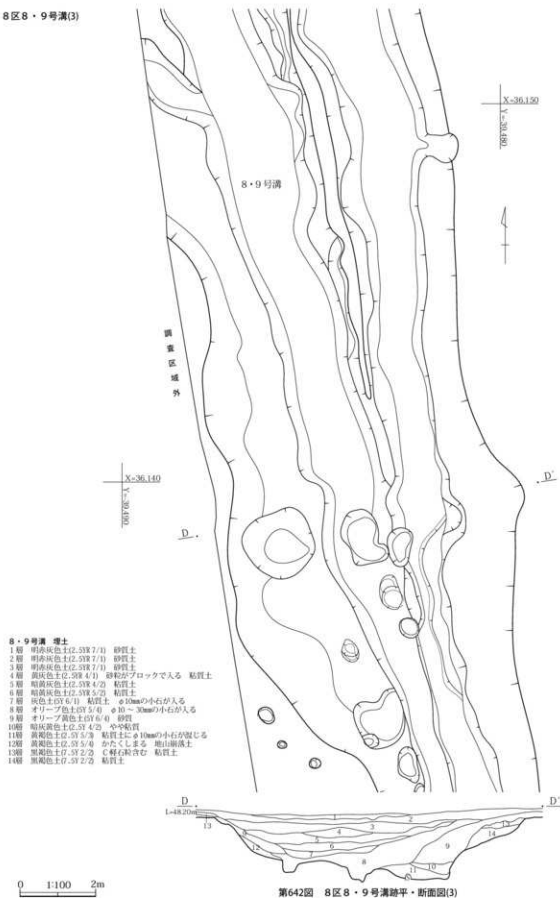 8区8・9号溝(3)
X=36.150
Y=-39.480
8・9号溝
調査区域外
X=36.140
Y=-39.490
D
D'
8・9号溝 埋土
1層 明赤灰色土(2.5YR 7/1) 砂質土
2層 明赤灰色土(2.5YR 7/1) 砂質土
3層 明赤灰色土(2.5YR 7/1) 砂質土
4層 黄灰色土(2.5YR 4/1) 砂粒がブロックで入る 粘質土
5層 暗黄灰色土(2.5YR 4/2) 粘質土
6層 暗黄灰色土(2.5YR 5/2) 粘質土
7層 灰色土(5Y 6/1) 粘質土 φ10mmの小石が入る
8層 オリーブ色土(5Y 5/4) φ10～30mmの小石が入る
9層 オリーブ黄色土(5Y 6/4) 砂質
10層 暗灰黄色土(2.5Y 4/2) やや粘質
11層 黄褐色土(2.5Y 5/3) 粘質土にφ10mmの小石が混じる
12層 黄褐色土(2.5Y 5/4) かたくしまる 地山崩落土
13層 黒褐色土(7.5Y 2/2) C軽石粒含む 粘質土
14層 黒褐色土(7.5Y 2/2) 粘質土
D
D'
L=48.20m
1
2
3
4
5
6
7
8
9
10
11
12
13
13
14
0 1:100 2m
第642図 8区8・9号溝跡平・断面図(3)